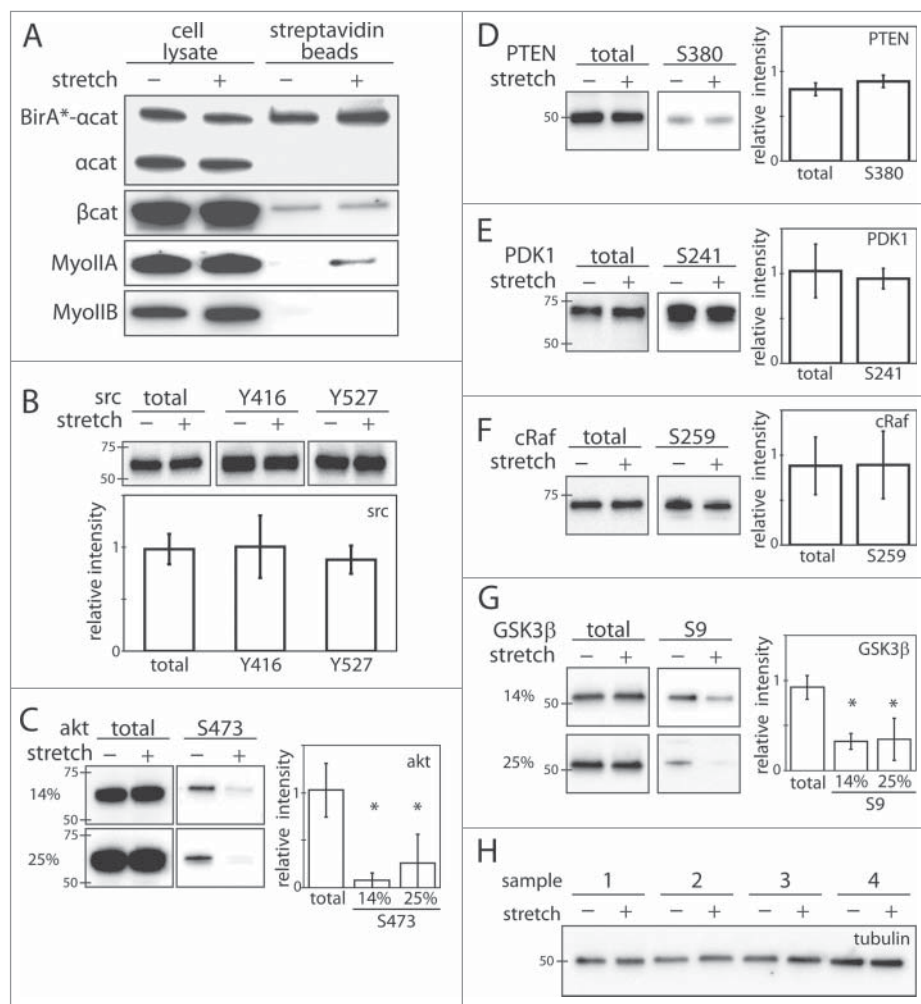 A
cell lysate
streptavidin beads
stretch − + − +
BirA*-αcat
αcat
βcat
MyoIIA
MyoIIB
B
src total Y416 Y527
stretch − + − + − +
75
50
relative intensity
1
0
src
total Y416 Y527
C
akt total S473
stretch − + − +
14%
75
50
25%
75
50
relative intensity
1
0
akt
* *
total 14% 25%
S473
D
PTEN total S380
stretch − + − +
50
relative intensity
1
0
PTEN
total S380
E
PDK1 total S241
stretch − + − +
75
50
relative intensity
1
0
PDK1
total S241
F
cRaf total S259
stretch − + − +
75
relative intensity
1
0
cRaf
total S259
G
GSK3β total S9
stretch − + − +
14%
50
25%
50
relative intensity
1
0
GSK3β
* *
total 14% 25%
S9
H
sample 1 2 3 4
stretch − + − + − + − +
tubulin
50